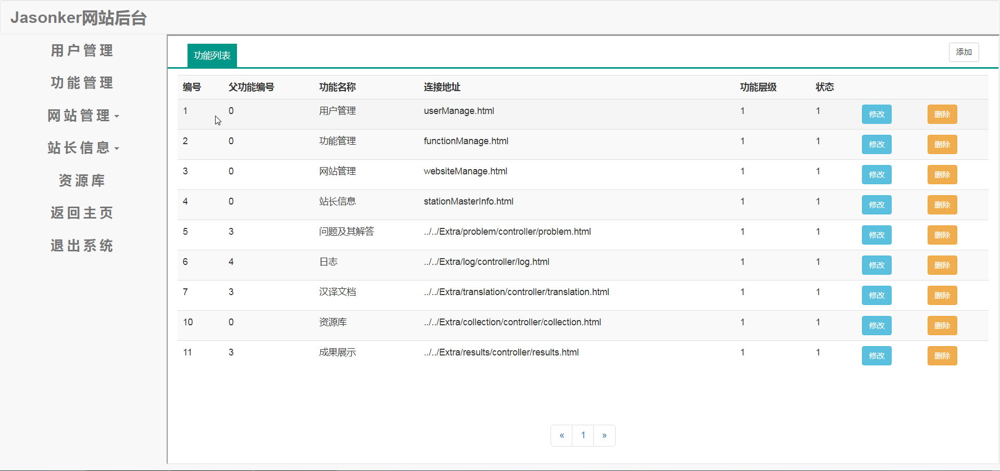 Jasonker网站后台
用户管理
功能管理
网站管理
站长信息
资源库
返回主页
退出系统
功能列表 添加
编号 父功能编号 功能名称 连接地址 功能层级 状态
1 0 用户管理 userManage.html 1 1 修改 删除
2 0 功能管理 functionManage.html 1 1 修改 删除
3 0 网站管理 websiteManage.html 1 1 修改 删除
4 0 站长信息 stationMasterInfo.html 1 1 修改 删除
5 3 问题及其解答 ../../Extra/problem/controller/problem.html 1 1 修改 删除
6 4 日志 ../../Extra/log/controller/log.html 1 1 修改 删除
7 3 汉译文档 ../../Extra/translation/controller/translation.html 1 1 修改 删除
10 0 资源库 ../../Extra/collection/controller/collection.html 1 1 修改 删除
11 3 成果展示 ../../Extra/results/controller/results.html 1 1 修改 删除
« 1 »